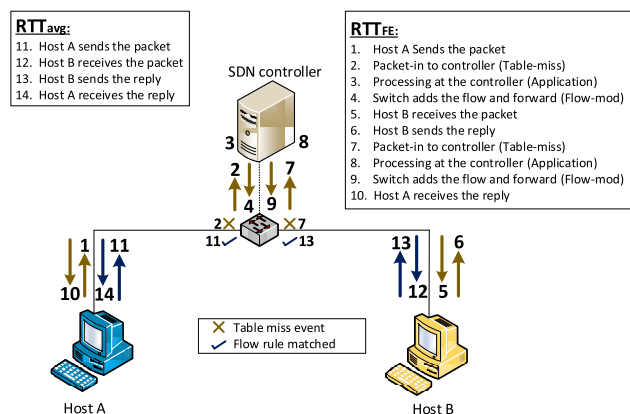 RTTavg:
11. Host A sends the packet
12. Host B receives the packet
13. Host B sends the reply
14. Host A receives the reply
RTTFE:
1. Host A Sends the packet
2. Packet-in to controller (Table-miss)
3. Processing at the controller (Application)
4. Switch adds the flow and forward (Flow-mod)
5. Host B receives the packet
6. Host B sends the reply
7. Packet-in to controller (Table-miss)
8. Processing at the controller (Application)
9. Switch adds the flow and forward (Flow-mod)
10. Host A receives the reply
SDN controller
3 8
2 7
4 9
2 7
11 13
1 11
10 14
13 6
12 5
Table miss event
Flow rule matched
Host A
Host B